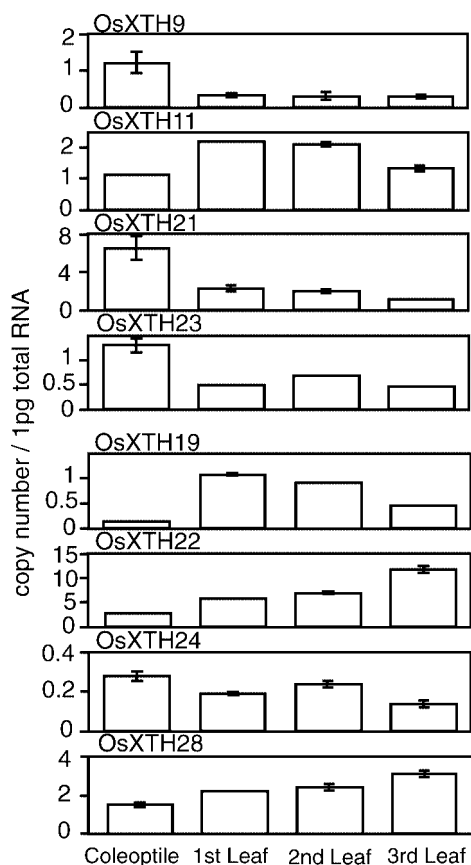 OsXTH9
2
1
0
OsXTH11
2
1
0
OsXTH21
8
4
0
OsXTH23
1
0.5
0
OsXTH19
1
0.5
0
OsXTH22
15
10
5
0
OsXTH24
0.4
0.2
0
OsXTH28
4
2
0
copy number / 1pg total RNA
Coleoptile 1st Leaf 2nd Leaf 3rd Leaf